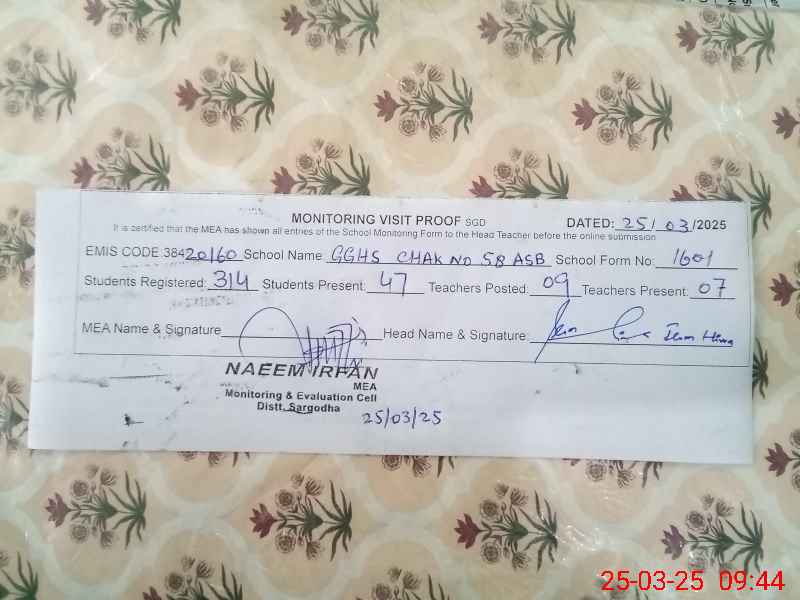 MONITORING VISIT PROOF SGD DATED: 25/03/2025
It is certified that the MEA has shown all entries of the School Monitoring Form to the Head Teacher before the online submission
EMIS CODE:38420160 School Name GGHS CHAK NO 58 ASB School Form No: 1601
Students Registered: 314 Students Present: 47 Teachers Posted: 09 Teachers Present: 07
MEA Name & Signature Head Name & Signature:
NAEEM IRFAN
MEA
Monitoring & Evaluation Cell
Distt. Sargodha
25/03/25
25-03-25 09:44